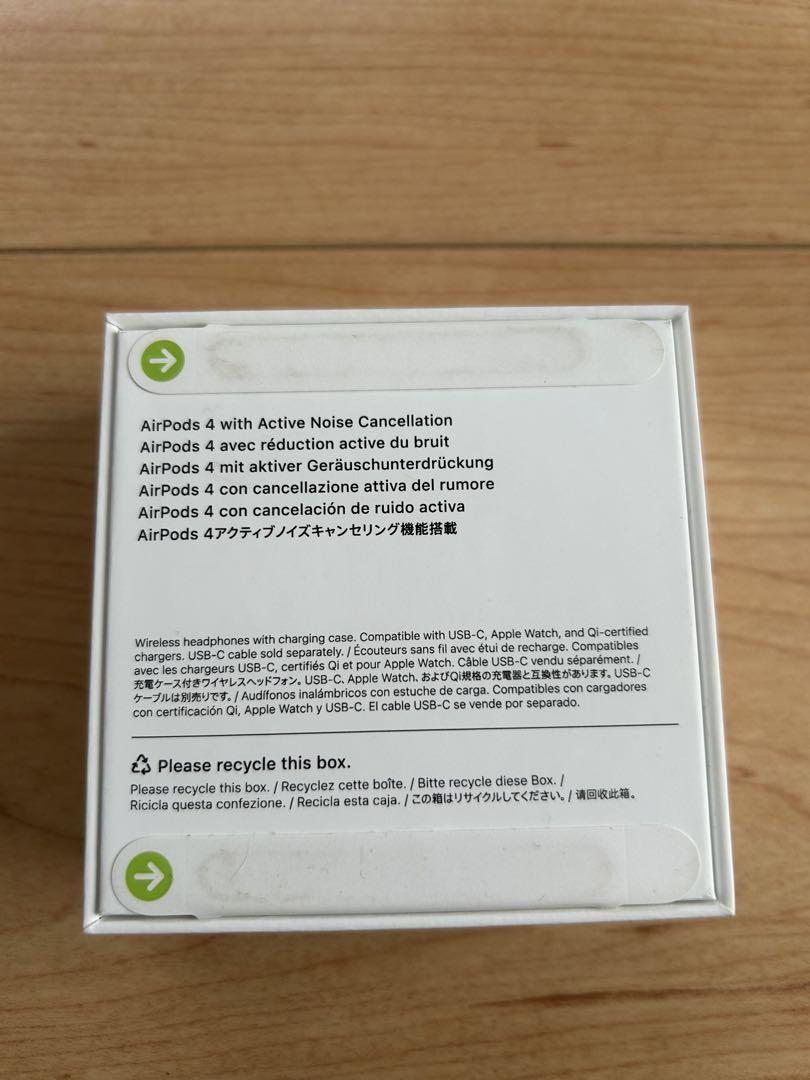 AirPods 4 with Active Noise Cancellation
AirPods 4 avec réduction active du bruit
AirPods 4 mit aktiver Geräuschunterdrückung
AirPods 4 con cancellazione attiva del rumore
AirPods 4 con cancelación de ruido activa
AirPods 4アクティブノイズキャンセリング機能搭載
Wireless headphones with charging case. Compatible with USB-C, Apple Watch, and Qi-certified
chargers. USB-C cable sold separately. / Écouteurs sans fil avec étui de recharge. Compatibles
avec les chargeurs USB-C, certifiés Qi et pour Apple Watch. Câble USB-C vendu séparément. /
充電ケース付きワイヤレスヘッドフォン。USB-C、Apple Watch、およびQi規格の充電器と互換性があります。USB-C
ケーブルは別売りです。/ Audífonos inalámbricos con estuche de carga. Compatibles con cargadores
con certificación Qi, Apple Watch y USB-C. El cable USB-C se vende por separado.
Please recycle this box.
Please recycle this box. / Recyclez cette boîte. / Bitte recycle diese Box. /
Ricicla questa confezione. / Recicla esta caja. / この箱はリサイクルしてください。/ 请回收此箱。